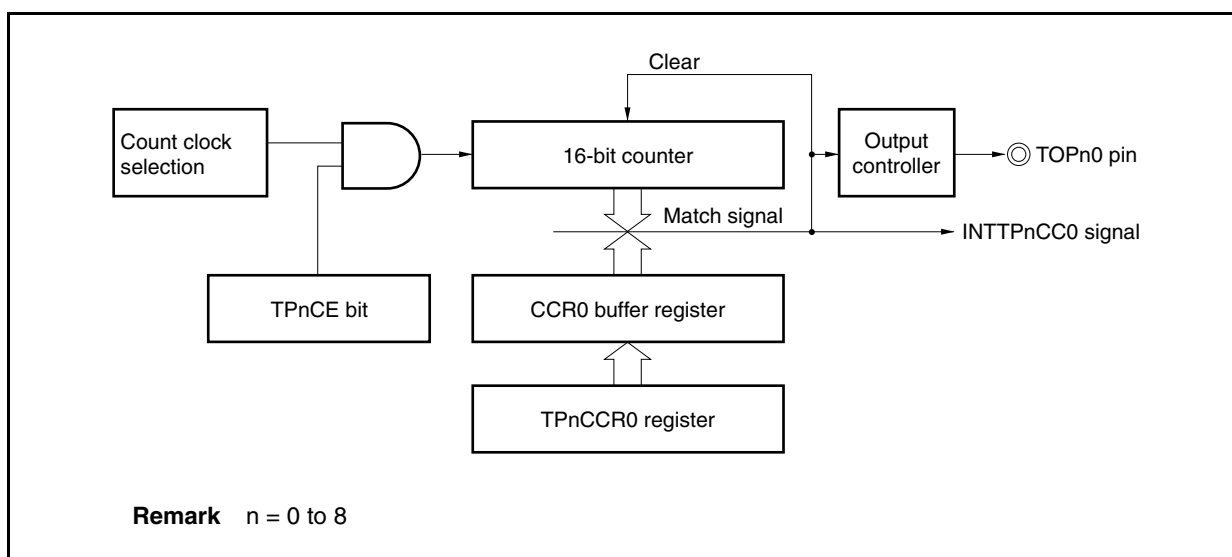 Clear
Count clock
selection
16-bit counter
Output
controller
TOPn0 pin
Match signal
INTTPnCC0 signal
TPnCE bit
CCR0 buffer register
TPnCCR0 register
Remark n = 0 to 8